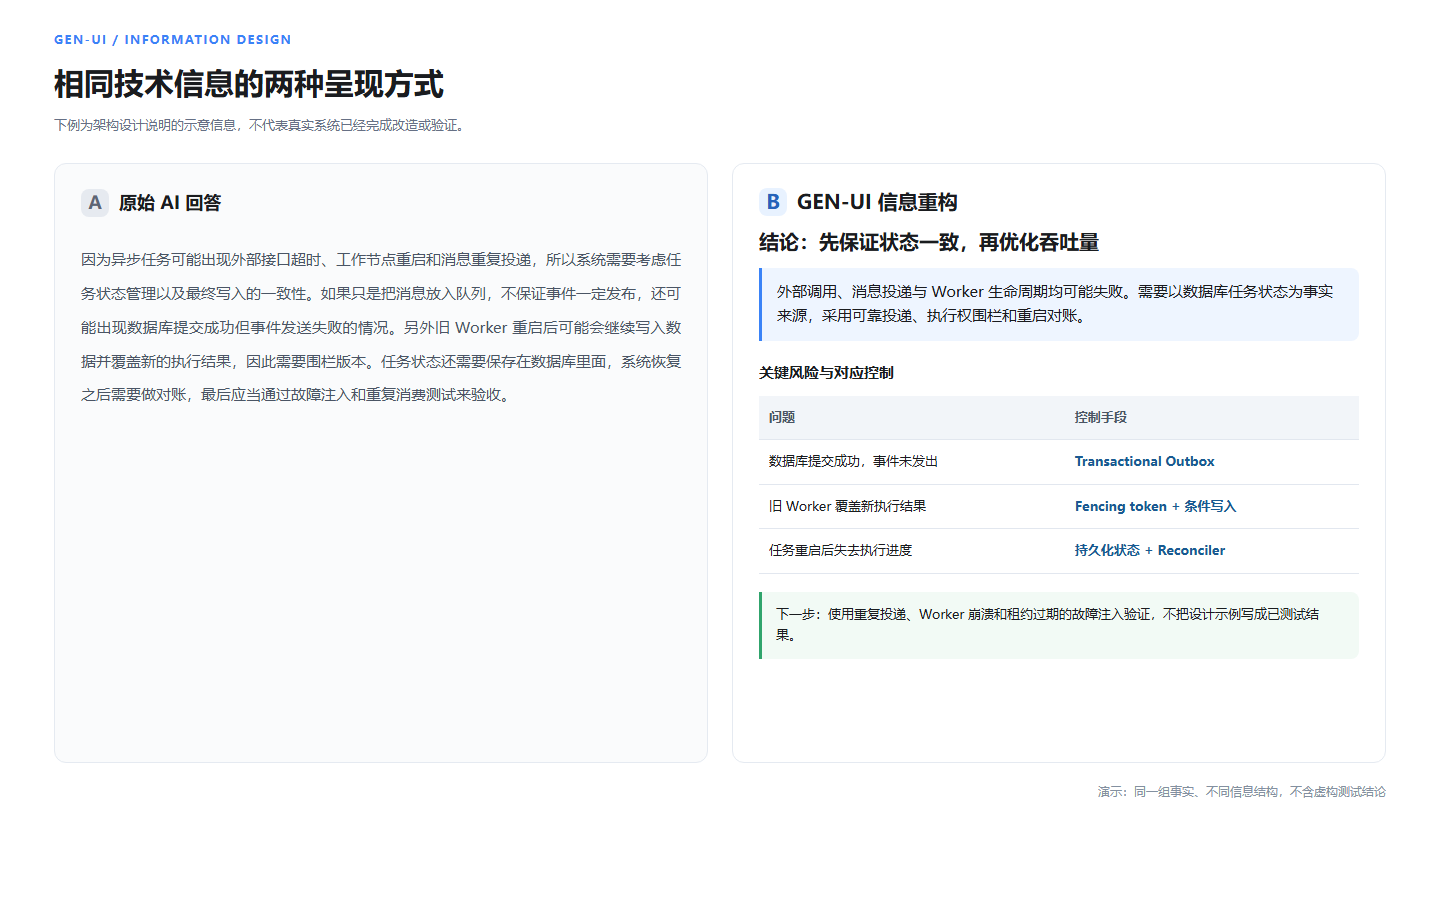 GEN-UI / INFORMATION DESIGN
相同技术信息的两种呈现方式
下例为架构设计说明的示意信息，不代表真实系统已经完成改造或验证。
A 原始 AI 回答
因为异步任务可能出现外部接口超时、工作节点重启和消息重复投递，所以系统需要考虑任
务状态管理以及最终写入的一致性。如果只是把消息放入队列，不保证事件一定发布，还可
能出现数据库提交成功但事件发送失败的情况。另外旧 Worker 重启后可能会继续写入数
据并覆盖新的执行结果，因此需要围栏版本。任务状态还需要保存在数据库里面，系统恢复
之后需要做对账，最后应当通过故障注入和重复消费测试来验收。
B GEN-UI 信息重构
结论：先保证状态一致，再优化吞吐量
外部调用、消息投递与 Worker 生命周期均可能失败。需要以数据库任务状态为事实
来源，采用可靠投递、执行权围栏和重启对账。
关键风险与对应控制
问题 控制手段
数据库提交成功，事件未发出 Transactional Outbox
旧 Worker 覆盖新执行结果 Fencing token + 条件写入
任务重启后失去执行进度 持久化状态 + Reconciler
下一步：使用重复投递、Worker 崩溃和租约过期的故障注入验证，不把设计示例写成已测试结
果。
演示：同一组事实、不同信息结构，不含虚构测试结论